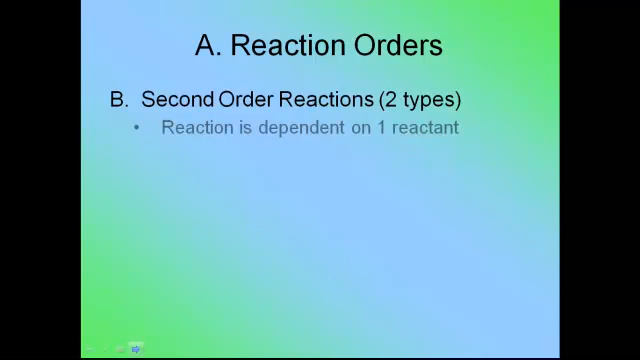 A. Reaction Orders
B. Second Order Reactions (2 types)
• Reaction is dependent on 1 reactant